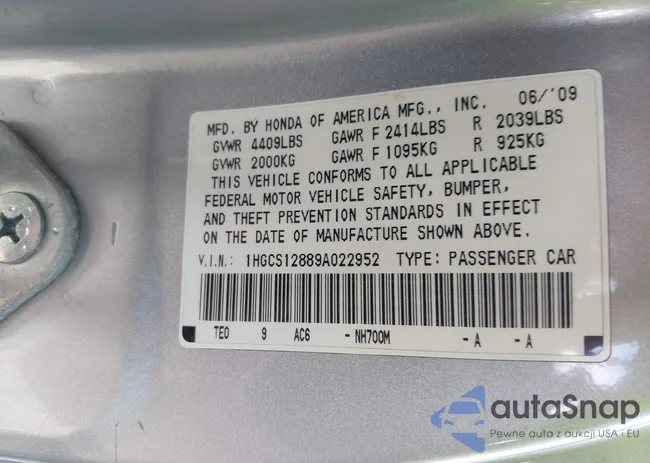 MFD. BY HONDA OF AMERICA MFG., INC. 06/'09
GVWR 4409LBS GAWR F 2414LBS R 2039LBS
GVWR 2000KG GAWR F 1095KG R 925KG
THIS VEHICLE CONFORMS TO ALL APPLICABLE
FEDERAL MOTOR VEHICLE SAFETY, BUMPER,
AND THEFT PREVENTION STANDARDS IN EFFECT
ON THE DATE OF MANUFACTURE SHOWN ABOVE.
V.I.N: 1HGCS12889A022952 TYPE: PASSENGER CAR
TE0 9 AC6 -NH700M -A -A
autoSnap
Pewne auta z aukcji USA i EU